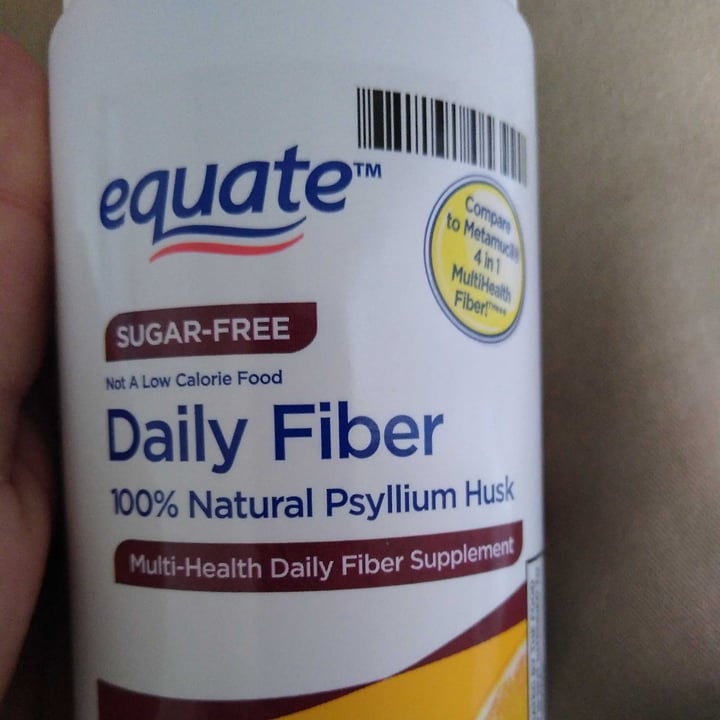 equate™
Compare
to Metamucil®
4 in 1
MultiHealth
Fiber!™
SUGAR-FREE
Not A Low Calorie Food
Daily Fiber
100% Natural Psyllium Husk
Multi-Health Daily Fiber Supplement